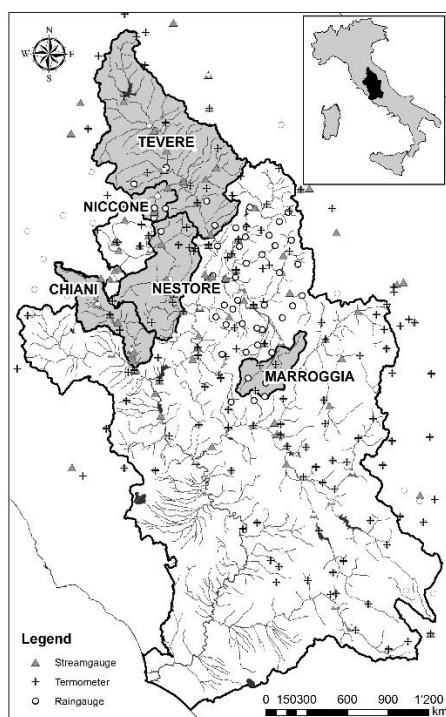 N
W E
S
TEVERE
NICCONE
CHIANI
NESTORE
MARROGGIA
Legend
Streamgauge
Termometer
Raingauge
0 150300 600 900 1'200
km